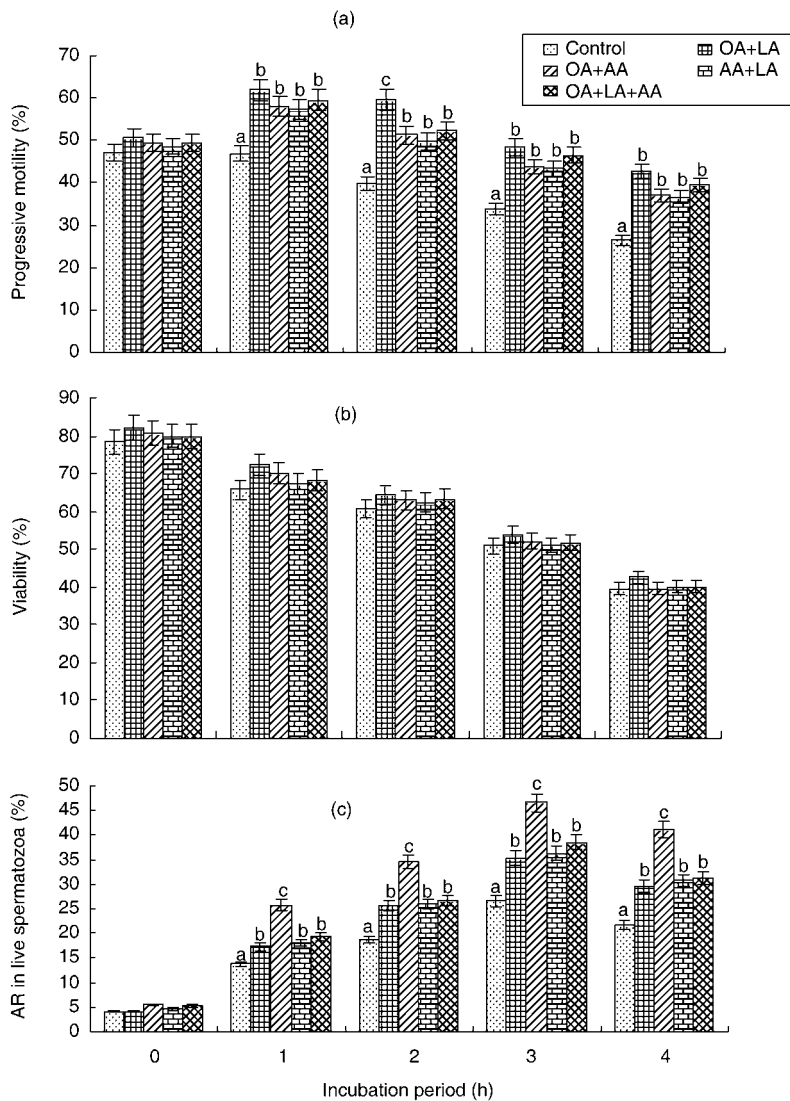 (a)
Control
OA+LA
OA+AA
AA+LA
OA+LA+AA
Progressive motility (%)
70
60
50
40
30
20
10
0
a b b b b
a c b b b
a b b b b
a b b b b
(b)
Viability (%)
90
80
70
60
50
40
30
20
10
0
(c)
AR in live spermatozoa (%)
50
45
40
35
30
25
20
15
10
5
0
a b c b b
a b c b b
a b c b b
a b c b b
0 1 2 3 4
Incubation period (h)